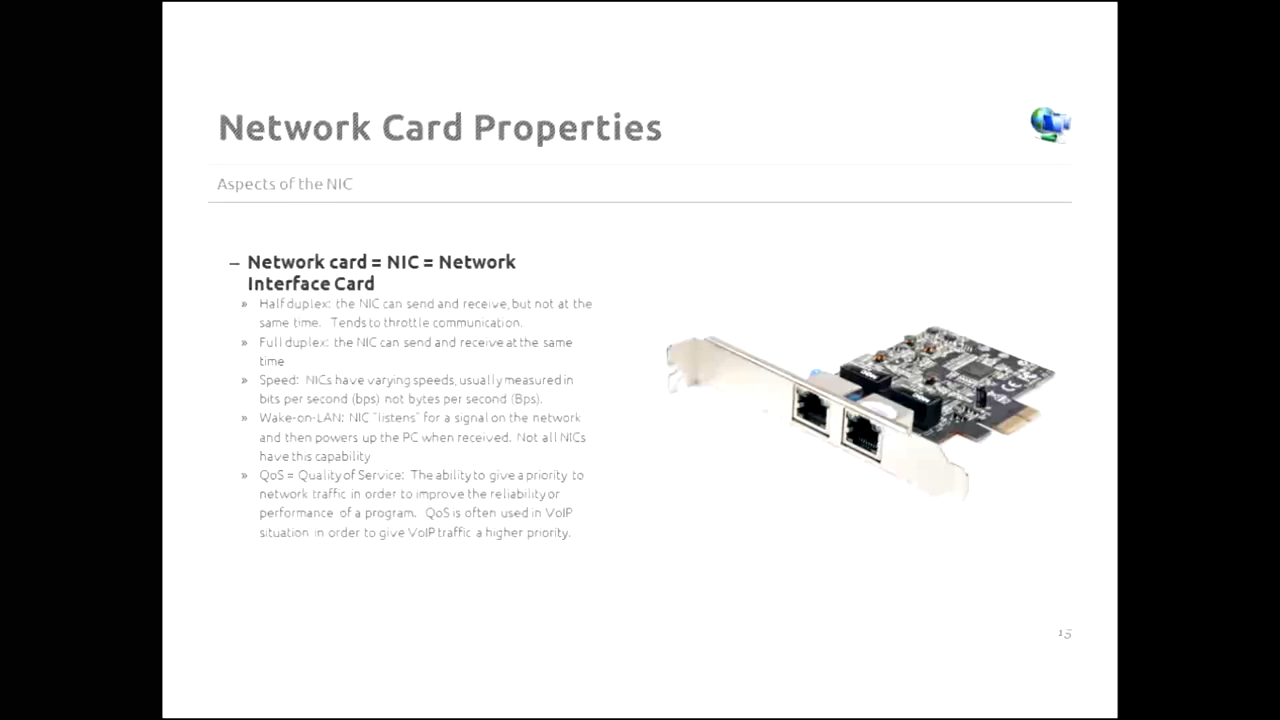 Network Card Properties
Aspects of the NIC
– Network card = NIC = Network
Interface Card
» Half duplex: the NIC can send and receive, but not at the
same time. Tends to throttle communication.
» Full duplex: the NIC can send and receive at the same
time
» Speed: NICs have varying speeds, usually measured in
bits per second (bps) not bytes per second (Bps).
» Wake-on-LAN: NIC "listens" for a signal on the network
and then powers up the PC when received. Not all NICs
have this capability
» QoS = Quality of Service: The ability to give a priority to
network traffic in order to improve the reliability or
performance of a program. QoS is often used in VoIP
situation in order to give VoIP traffic a higher priority.
CE
15